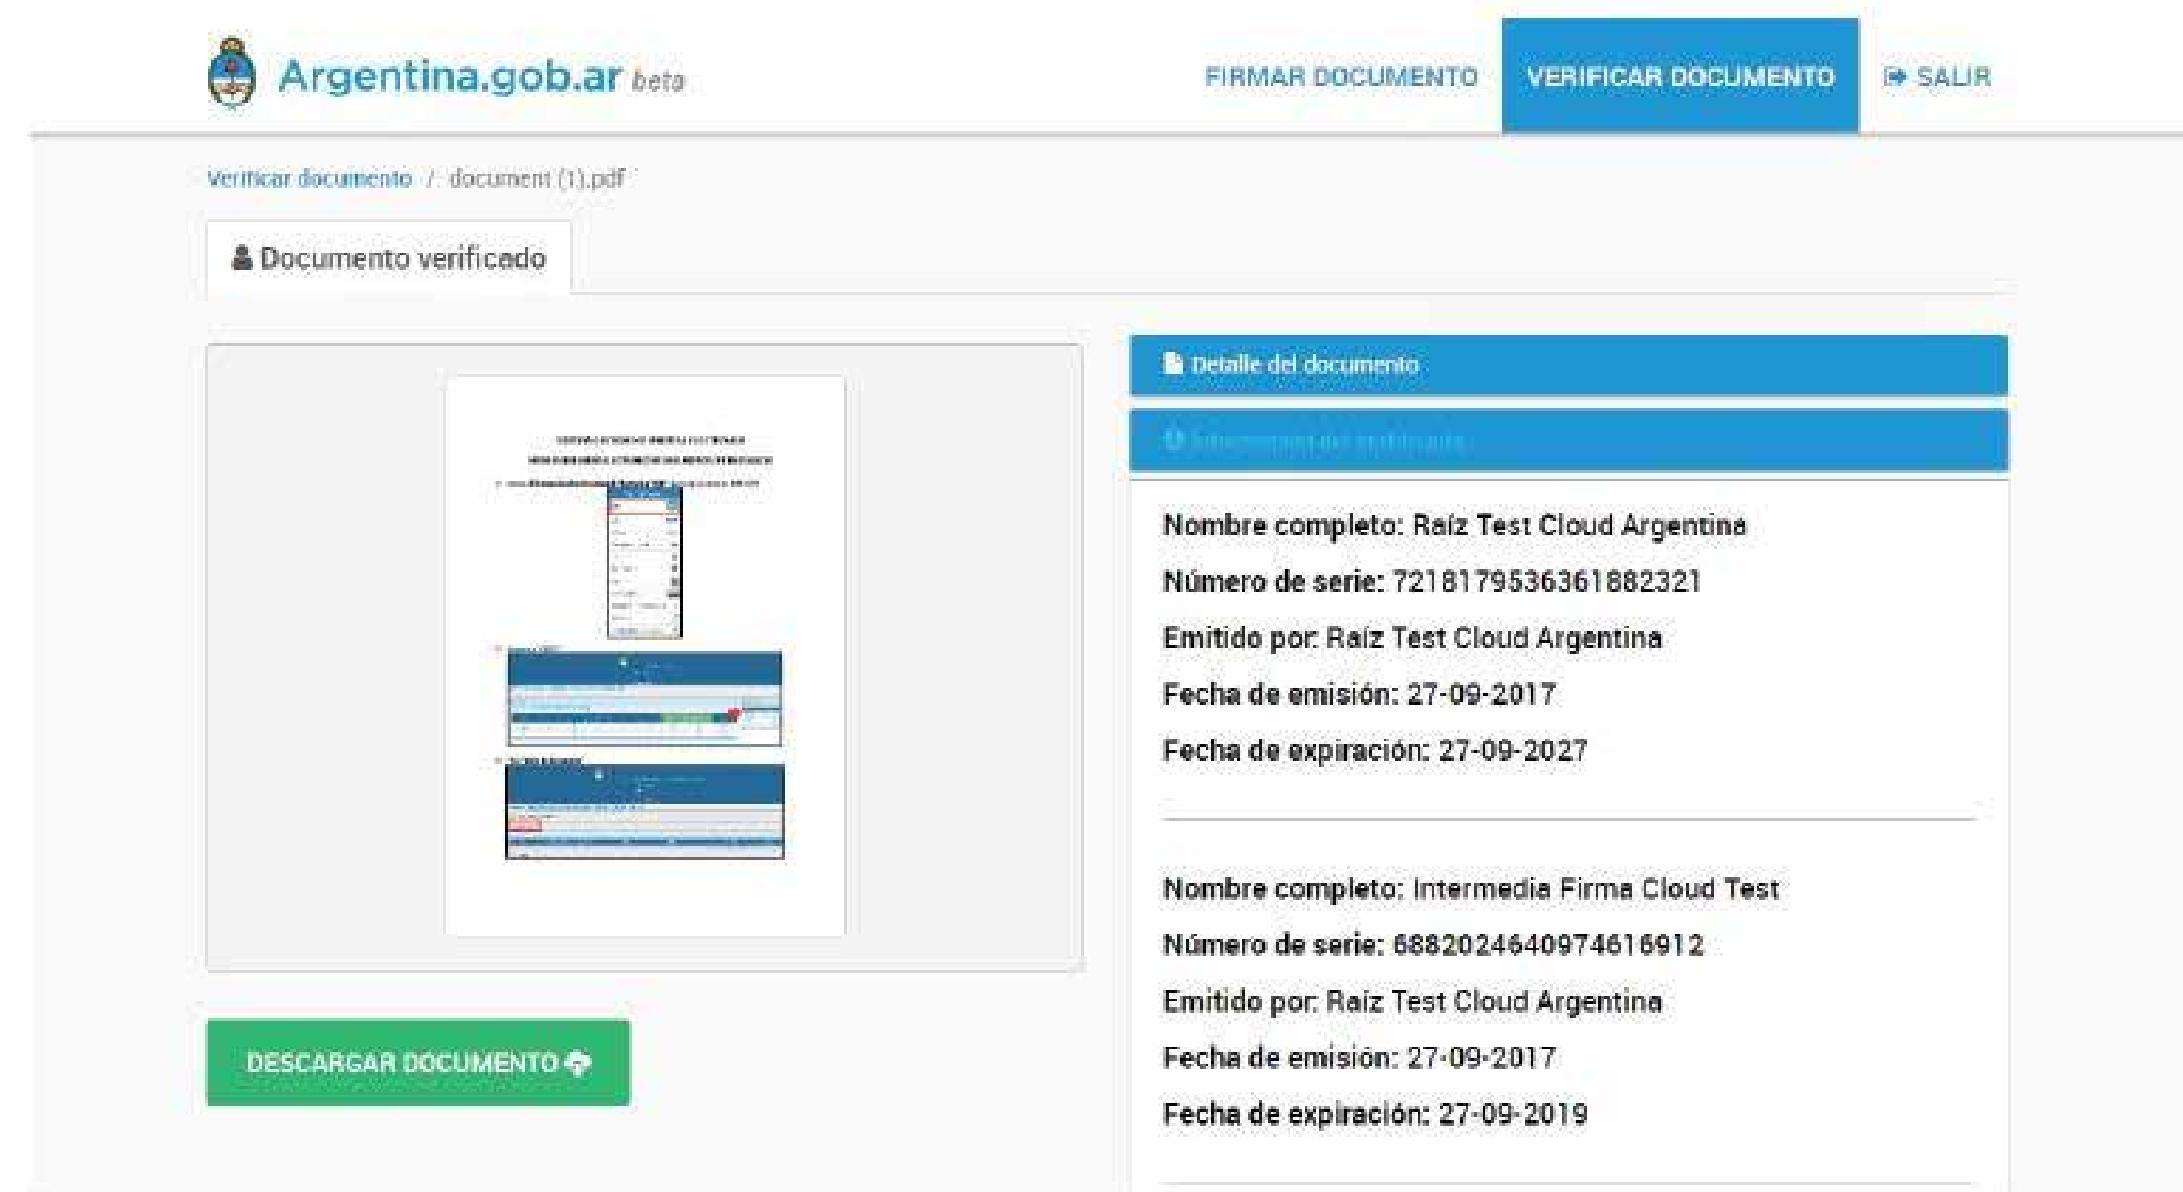 Argentina.gob.ar beta
FIRMAR DOCUMENTO
VERIFICAR DOCUMENTO
SALIR
Verificar documento / document (1).pdf
Documento verificado
Detalle del documento
Nombre completo: Raíz Test Cloud Argentina
Número de serie: 7218179536361882321
Emitido por: Raíz Test Cloud Argentina
Fecha de emisión: 27-09-2017
Fecha de expiración: 27-09-2027
Nombre completo: Intermedia Firma Cloud Test
Número de serie: 6882024640974616912
Emitido por: Raíz Test Cloud Argentina
Fecha de emisión: 27-09-2017
Fecha de expiración: 27-09-2019
DESCARGAR DOCUMENTO